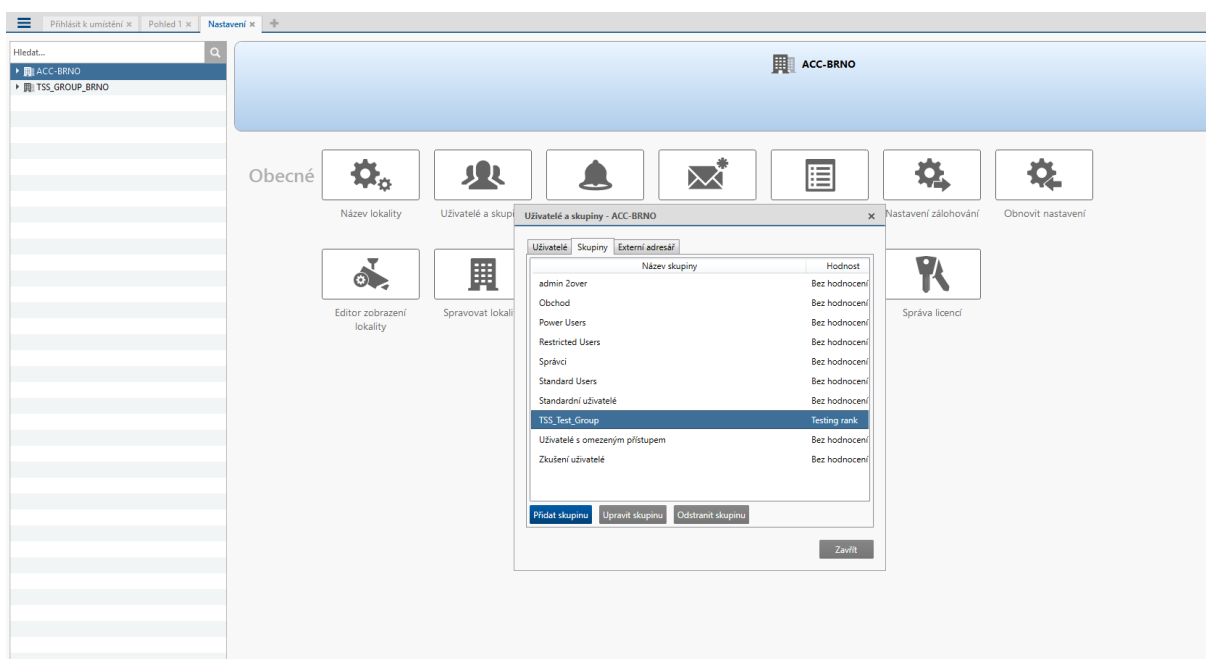 Přihlásit k umístění × Pohled 1 × Nastavení × +
Hledat...
ACC-BRNO
TSS_GROUP_BRNO
ACC-BRNO
Obecné
Název lokality
Uživatelé a skupi
Nastavení zálohování
Obnovit nastavení
Editor zobrazení
lokality
Spravovat lokali
Správa licencí
Uživatelé a skupiny - ACC-BRNO ×
Uživatelé Skupiny Externí adresář
Název skupiny Hodnost
admin 2over Bez hodnocení
Obchod Bez hodnocení
Power Users Bez hodnocení
Restricted Users Bez hodnocení
Správci Bez hodnocení
Standard Users Bez hodnocení
Standardní uživatelé Bez hodnocení
TSS_Test_Group Testing rank
Uživatelé s omezeným přístupem Bez hodnocení
Zkušení uživatelé Bez hodnocení
Přidat skupinu Upravit skupinu Odstranit skupinu
Zavřít